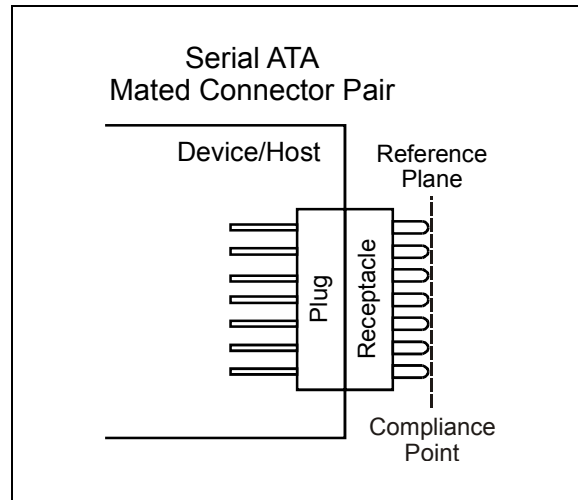 Serial ATA
Mated Connector Pair
Device/Host
Reference
Plane
Plug
Receptacle
Compliance
Point